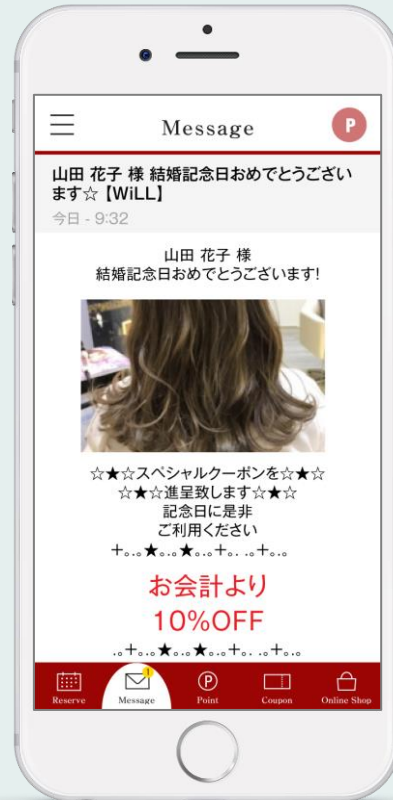 Message
P
山田 花子 様 結婚記念日おめでとうござい
ます☆【WiLL】
今日 - 9:32
山田 花子 様
結婚記念日おめでとうございます!
☆★☆スペシャルクーポンを☆★☆
☆★☆進呈致します☆★☆
記念日に是非
ご利用ください
+｡.｡★｡.｡★｡.｡+｡. .｡+｡.｡
お会計より
10%OFF
.｡+｡.｡★｡.｡★｡.｡+｡. .｡+｡.｡
1
Reserve Message P Point Coupon Online Shop